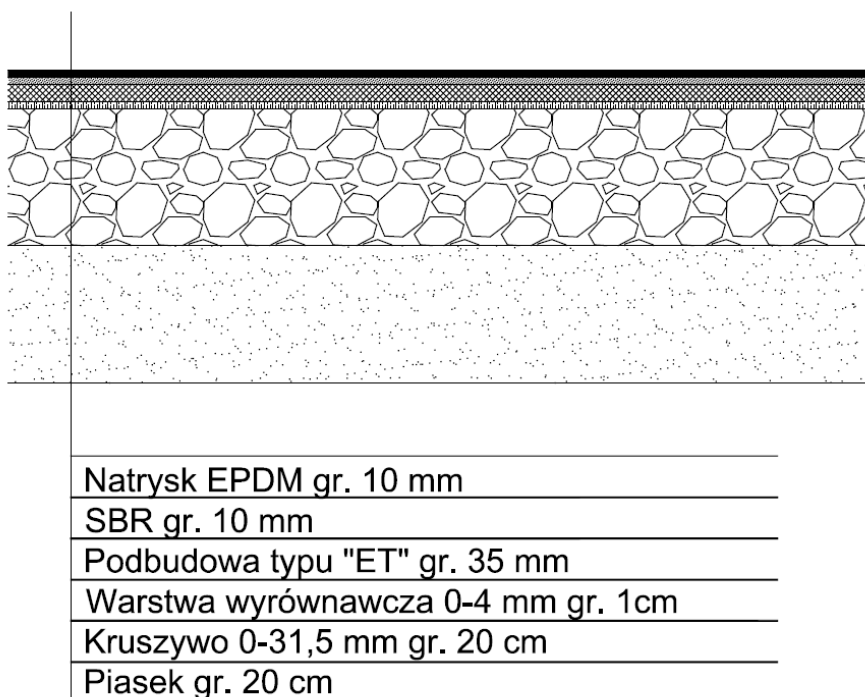 Natrysk EPDM gr. 10 mm
SBR gr. 10 mm
Podbudowa typu "ET" gr. 35 mm
Warstwa wyrównawcza 0-4 mm gr. 1cm
Kruszywo 0-31,5 mm gr. 20 cm
Piasek gr. 20 cm